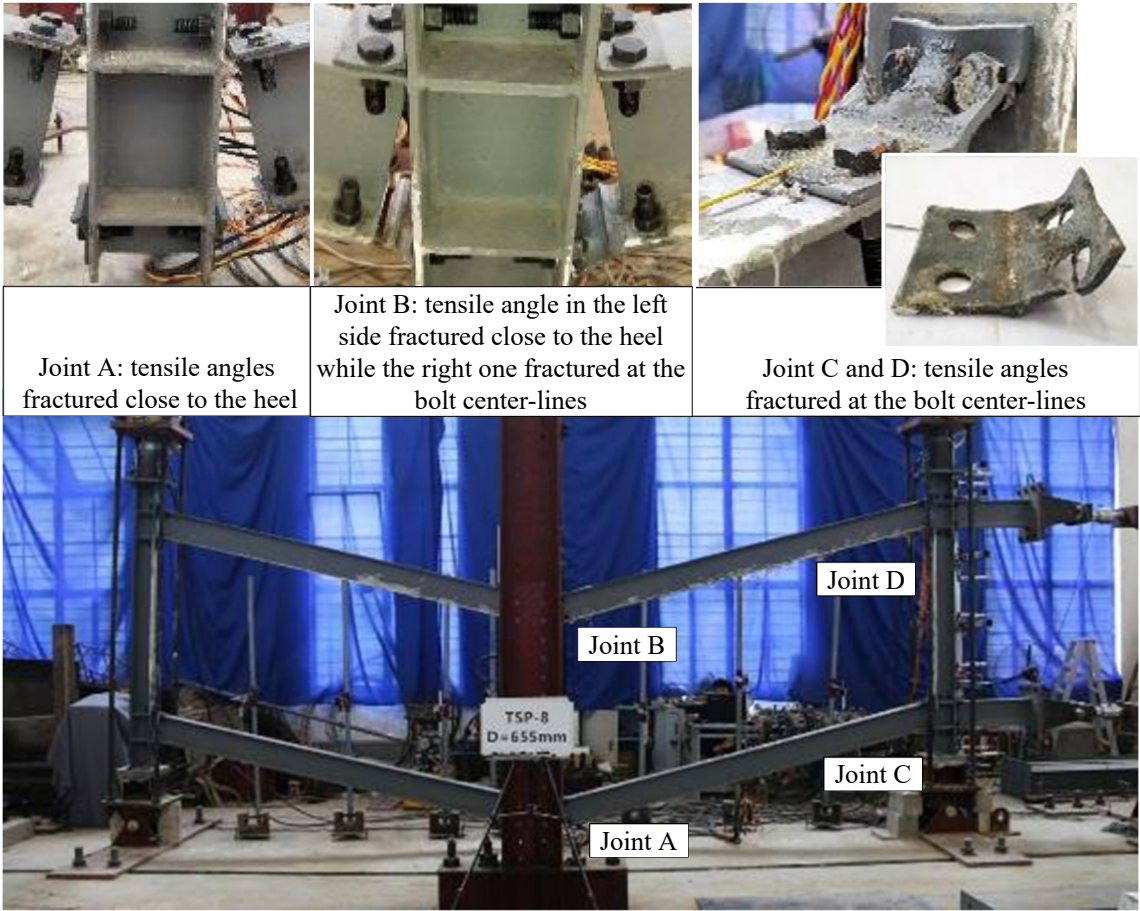 Joint A: tensile angles
fractured close to the heel
Joint B: tensile angle in the left
side fractured close to the heel
while the right one fractured at the
bolt center-lines
Joint C and D: tensile angles
fractured at the bolt center-lines
Joint D
Joint B
TSP-8
D=655mm
Joint C
Joint A